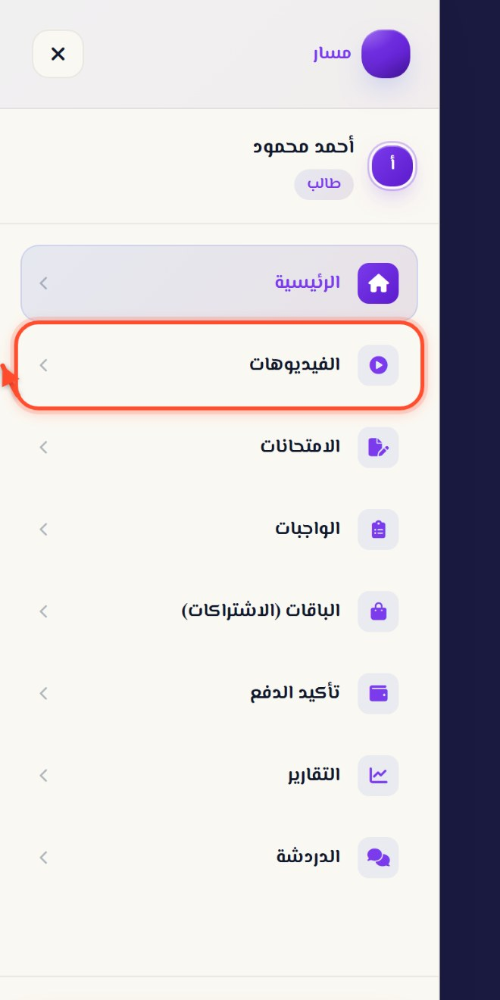 مسار
أ
أحمد محمود
طالب
الرئيسية
الفيديوهات
الامتحانات
الواجبات
الباقات (الاشتراكات)
تأكيد الدفع
التقارير
الدردشة